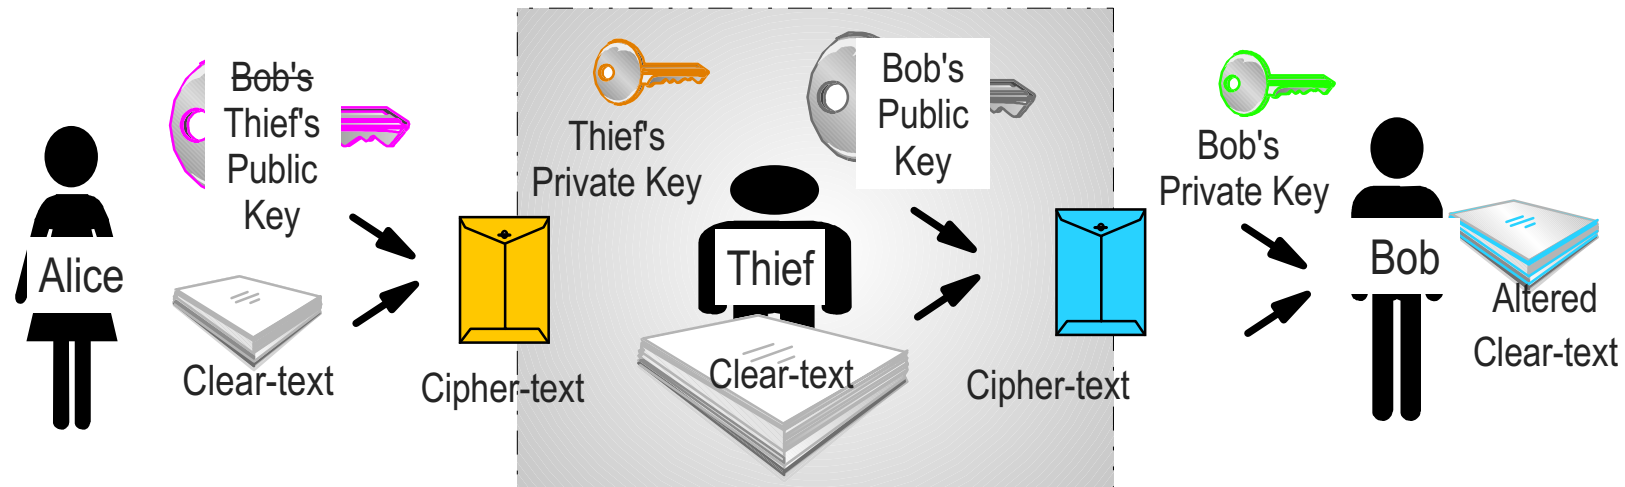 Bob's
Thief's
Public
Key
Alice
Clear-text
Cipher-text
Thief's
Private Key
Bob's
Public
Key
Thief
Clear-text
Cipher-text
Bob's
Private Key
Bob
Altered
Clear-text